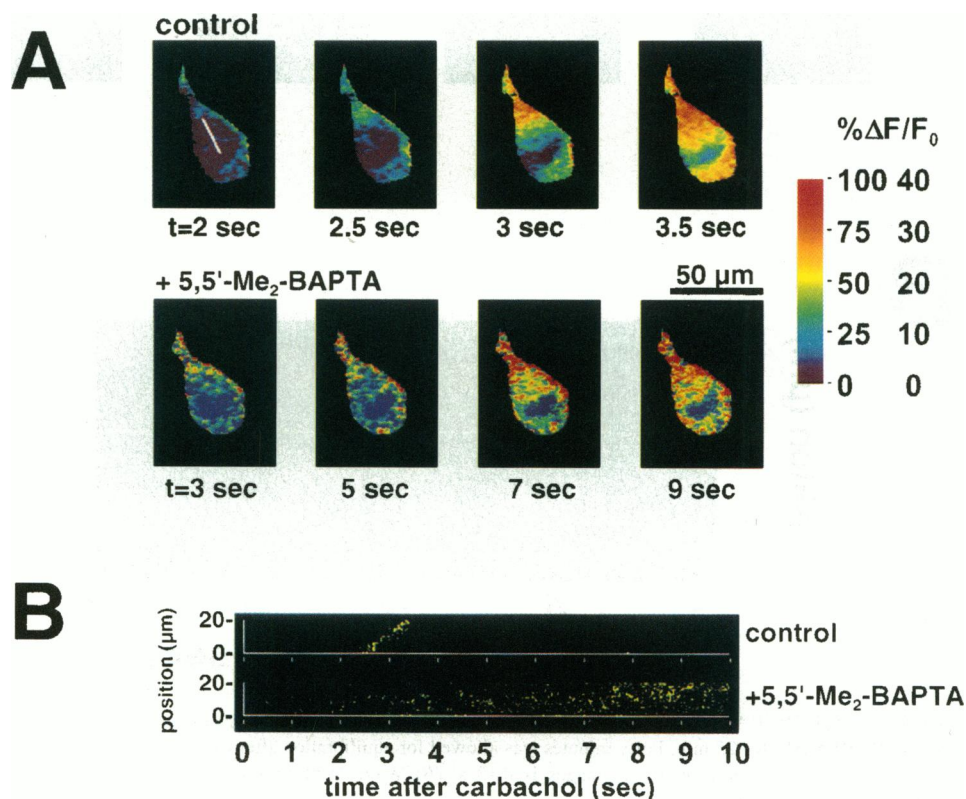 A
control
t=2 sec
2.5 sec
3 sec
3.5 sec
%ΔF/F₀
100 40
75 30
50 20
25 10
0 0
+ 5,5'-Me₂-BAPTA
50 μm
t=3 sec
5 sec
7 sec
9 sec
B
position (μm)
20-
0-
control
20-
0-
+5,5'-Me₂-BAPTA
0 1 2 3 4 5 6 7 8 9 10
time after carbachol (sec)